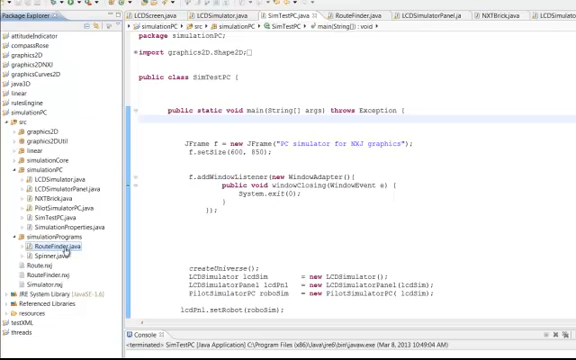 Package Explorer
attitudeIndicator
compassRose
graphics2D
graphics2DNXJ
graphicsCurves2D
java3D
linear
rulesEngine
simulationPC
src
graphics2D
graphics2DUtil
linear
simulationCore
simulationPC
LCDSimulator.java
LCDSimulatorPanel.java
NXTBrick.java
PilotSimulatorPC.java
SimTestPC.java
SimulationProperties.java
simulationPrograms
RouteFinder.java
Spinner.java
Route.nxj
RouteFinder.nxj
Simulator.nxj
JRE System Library [JavaSE-1.6]
Referenced Libraries
resources
testXML
threads
LCDScreen.java
LCDSimulator.java
SimTestPC.java
RouteFinder.java
LCDSimulatorPanel.ja
NXTBrick.java
LCDSimulator.java
simulationPC
src
simulationPC
SimTestPC
main(String[]) : void
package simulationPC;
import graphics2D.Shape2D;
public class SimTestPC {
public static void main(String[] args) throws Exception {
JFrame f = new JFrame("PC simulator for NXJ graphics");
f.setSize(600, 850);
f.addWindowListener(new WindowAdapter(){
public void windowClosing(WindowEvent a) {
System.exit(0);
}
});
createUniverse();
LCDSimulator lcdSim = new LCDSimulator();
LCDSimulatorPanel lcdPnl = new LCDSimulatorPanel(lcdSim);
PilotSimulatorPC roboSim = new PilotSimulatorPC( lcdSim);
lcdPnl.setRobot(roboSim);
Console
<terminated> SimTestPC [Java Application] C:\Program Files\Java\jre6\bin\javaw.exe (Mar 8, 2013 10:49:04 AM)